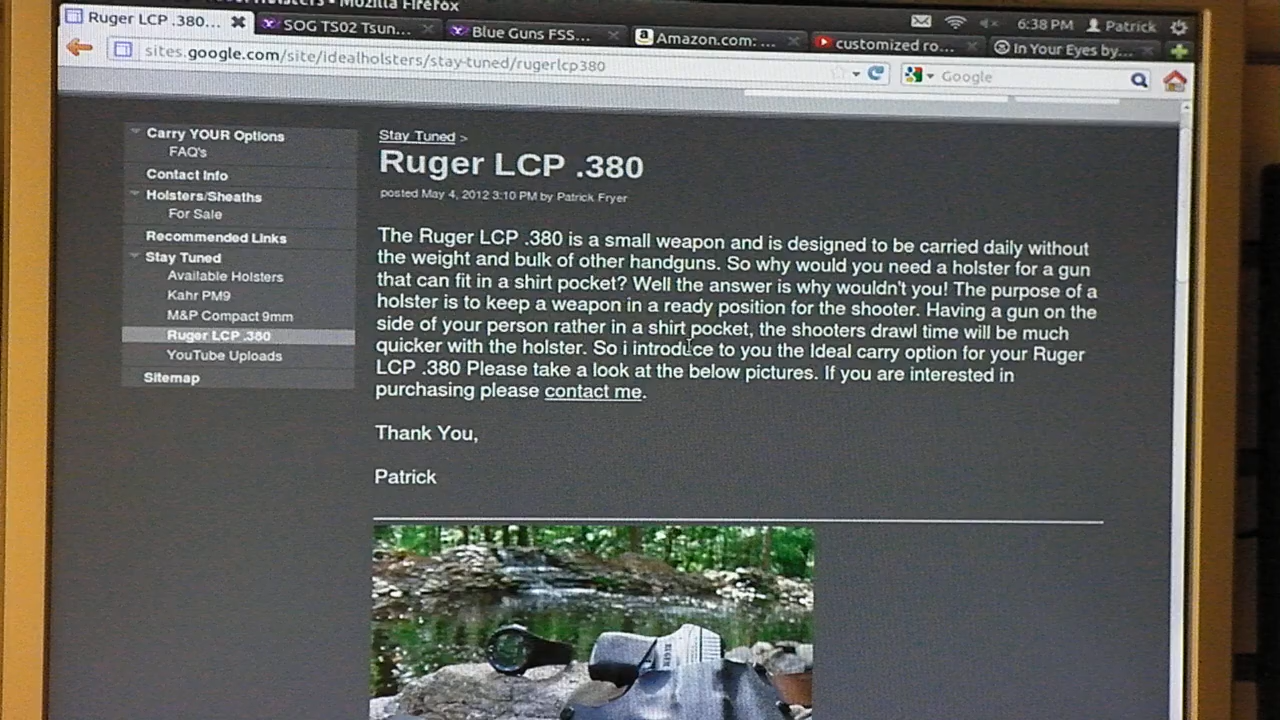 Mozilla Firefox
6:38 PM Patrick
Ruger LCP .380...
SOG TS02 Tsun...
Blue Guns FSS...
Amazon.com: ...
customized ro...
In Your Eyes by...
sites.google.com/site/idealholsters/stay-tuned/rugerlcp380
Google
Carry YOUR Options
FAQ's
Contact Info
Holsters/Sheaths
For Sale
Recommended Links
Stay Tuned
Available Holsters
Kahr PM9
M&P Compact 9mm
Ruger LCP .380
YouTube Uploads
Sitemap
Stay Tuned >
Ruger LCP .380
posted May 4, 2012 3:10 PM by Patrick Fryer
The Ruger LCP .380 is a small weapon and is designed to be carried daily without
the weight and bulk of other handguns. So why would you need a holster for a gun
that can fit in a shirt pocket? Well the answer is why wouldn't you! The purpose of a
holster is to keep a weapon in a ready position for the shooter. Having a gun on the
side of your person rather in a shirt pocket, the shooters drawl time will be much
quicker with the holster. So i introduce to you the Ideal carry option for your Ruger
LCP .380 Please take a look at the below pictures. If you are interested in
purchasing please contact me.
Thank You,
Patrick